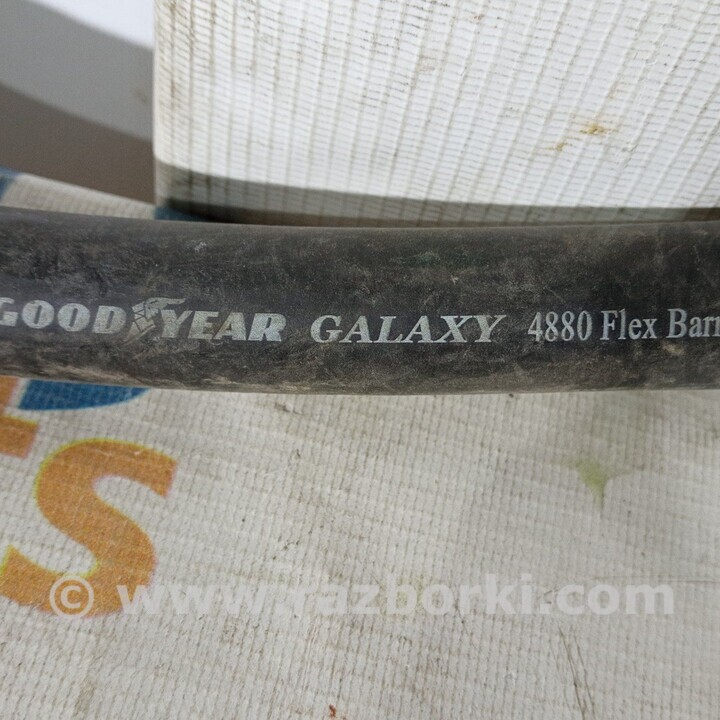 GOODYEAR GALAXY 4880 Flex Barr
S
© www.razborki.com